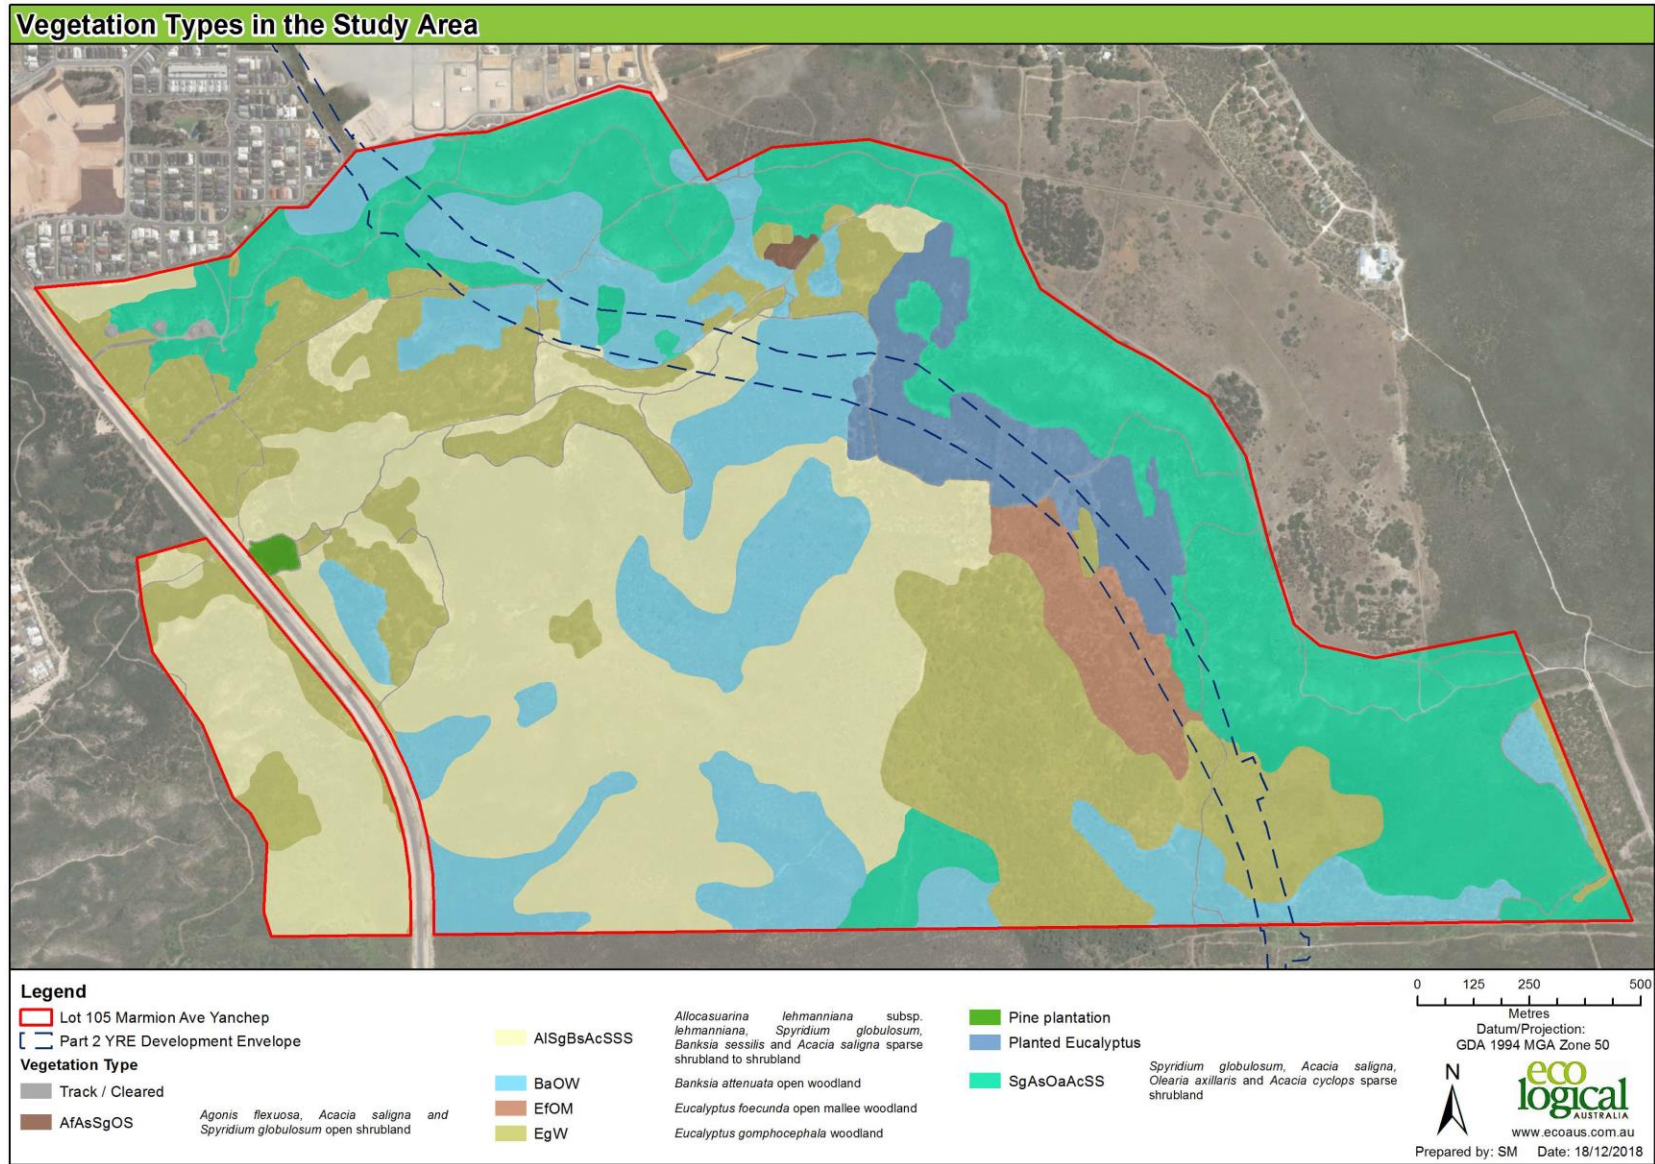 Vegetation Types in the Study Area
Legend
Lot 105 Marmion Ave Yanchep
Part 2 YRE Development Envelope
Vegetation Type
Track / Cleared
AfAsSgOS
Agonis flexuosa, Acacia saligna and
Spyridium globulosum open shrubland
AlSgBsAcSSS
Allocasuarina lehmanniana subsp.
lehmanniana, Spyridium globulosum,
Banksia sessilis and Acacia saligna sparse
shrubland to shrubland
BaOW
Banksia attenuata open woodland
EfOM
Eucalyptus foecunda open mallee woodland
EgW
Eucalyptus gomphocephala woodland
Pine plantation
Planted Eucalyptus
SgAsOaAcSS
Spyridium globulosum, Acacia saligna,
Olearia axillaris and Acacia cyclops sparse
shrubland
0 125 250 500
Metres
Datum/Projection:
GDA 1994 MGA Zone 50
N
eco
logical
AUSTRALIA
www.ecoaus.com.au
Prepared by: SM Date: 18/12/2018